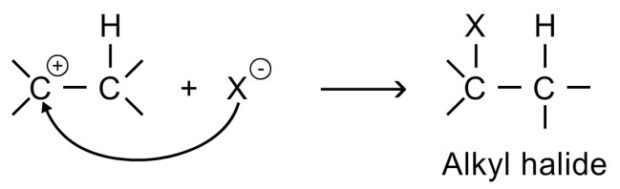 H X H
C⊕ – C + X⊖ ⟶ C – C –
Alkyl halide